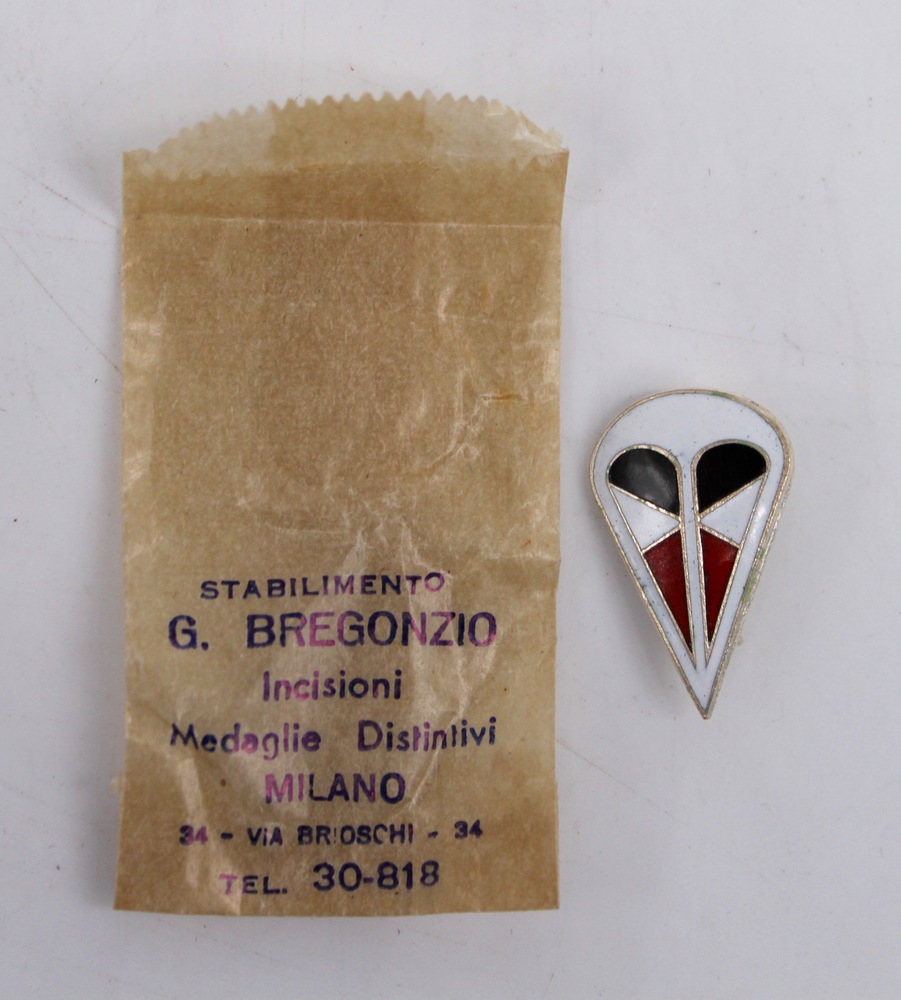 STABILIMENTO
G. BREGONZIO
Incisioni
Medaglie Distintivi
MILANO
34 - ViA BRIOSCHI - 34
TEL. 30-818